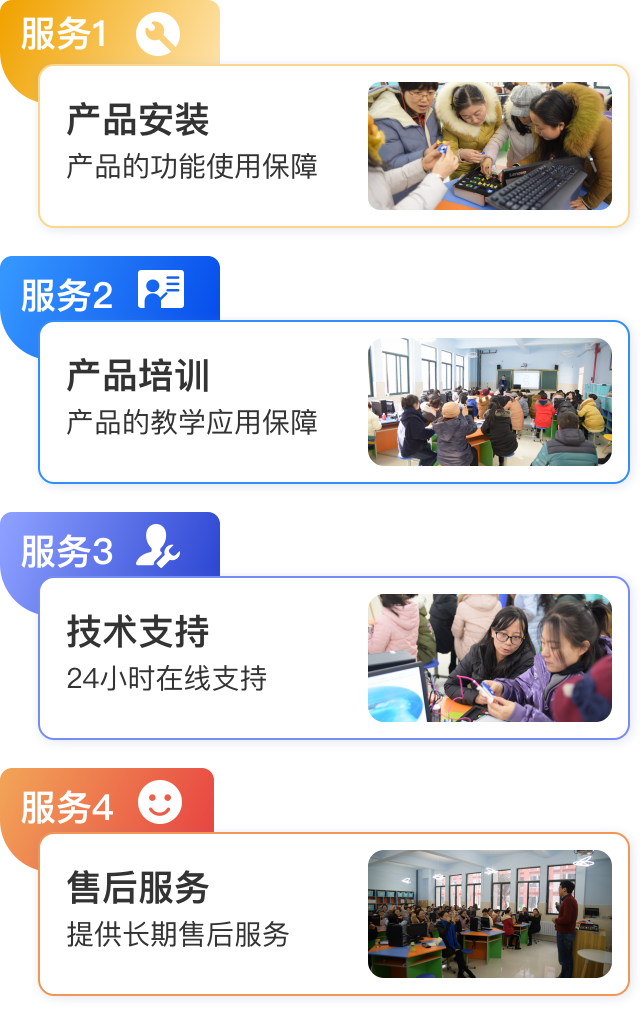 服务1
产品安装
产品的功能使用保障
服务2
产品培训
产品的教学应用保障
服务3
技术支持
24小时在线支持
服务4
售后服务
提供长期售后服务